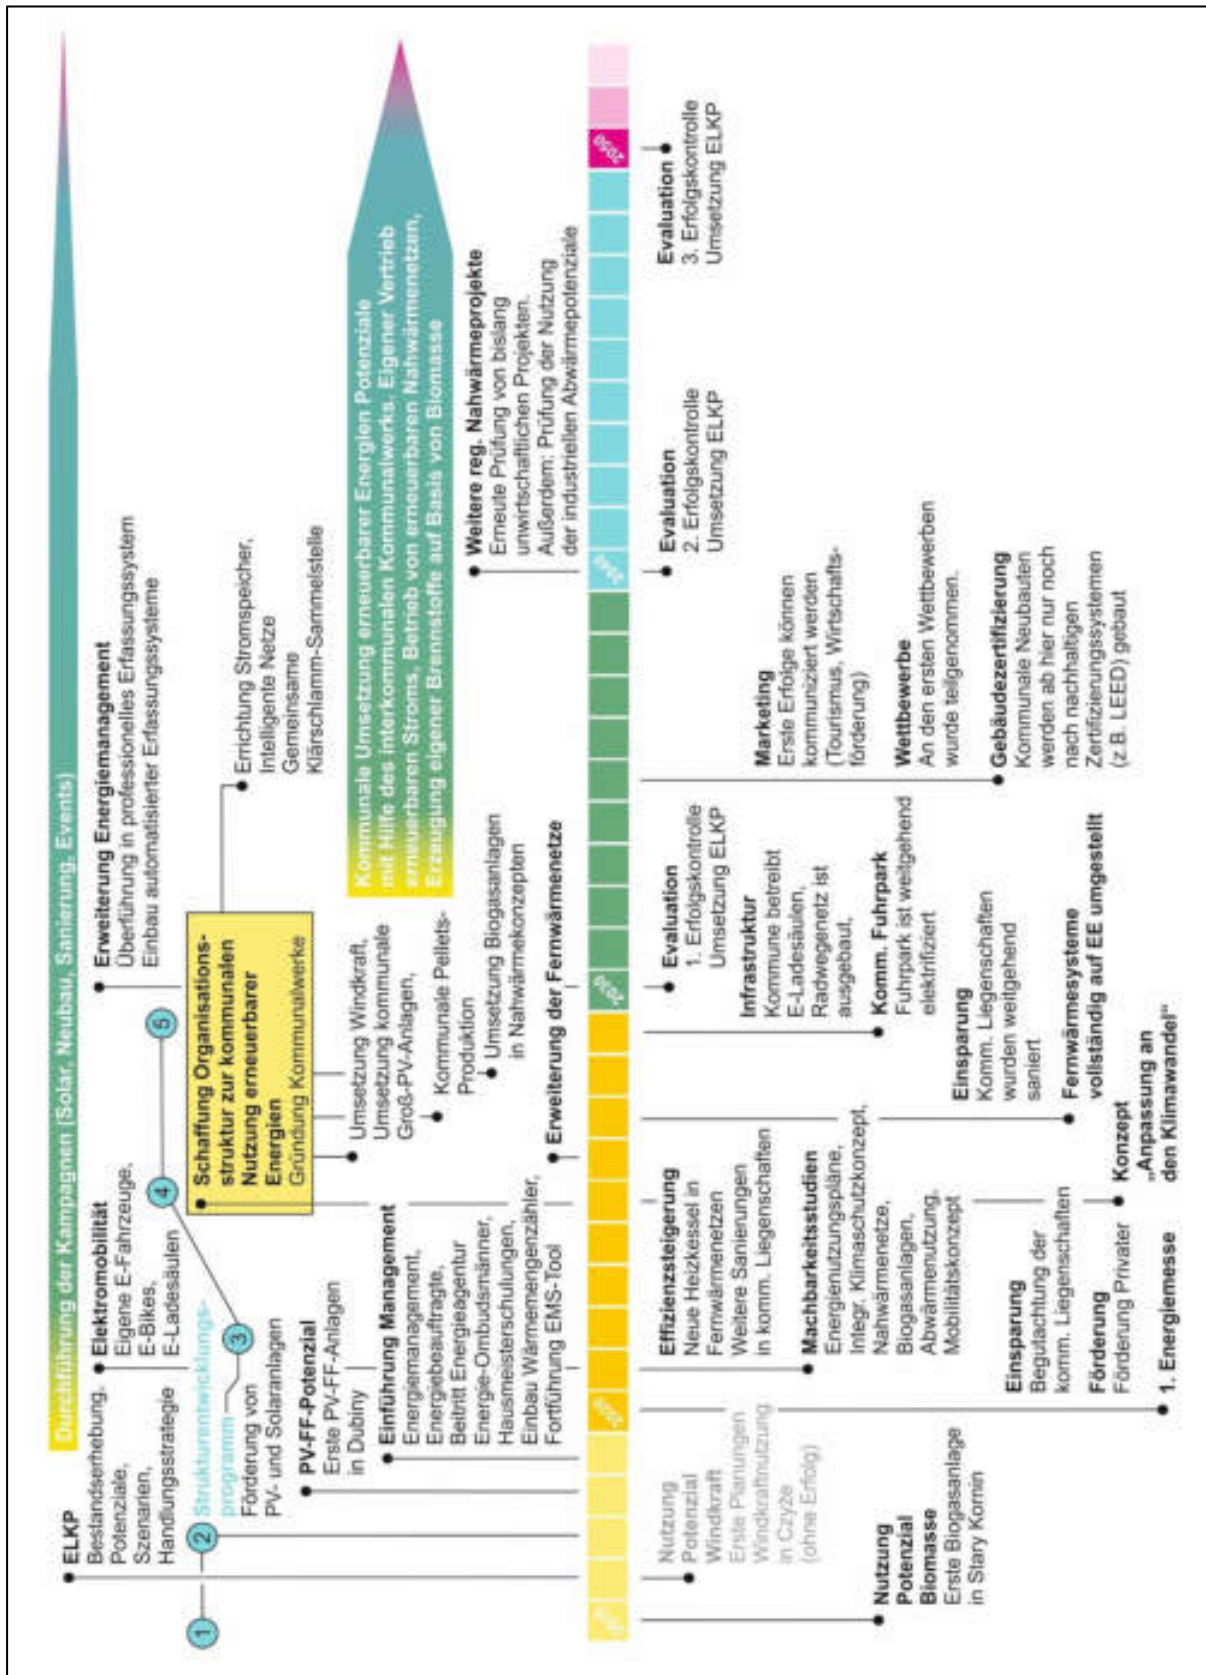 Durchführung der Kampagnen (Solar, Neubau, Sanierung, Events)
ELKP
Bestandserhebung,
Potenziale,
Szenarien,
Handlungsstrategie
Elektromobilität
Eigene E-Fahrzeuge,
E-Bikes,
E-Ladesäulen
Erweiterung Energiemanagement
Überführung in professionelles Erfassungssystem
Einbau automatisierter Erfassungssysteme
1
2
3
4
5
Strukturentwicklungs-
programm
Förderung von
PV- und Solaranlagen
Schaffung Organisations-
struktur zur kommunalen
Nutzung erneuerbarer
Energien
Gründung Kommunalwerke
Errichtung Stromspeicher,
Intelligente Netze
Gemeinsame
Klärschlamm-Sammelstelle
PV-FF-Potenzial
Erste PV-FF-Anlagen
in Dubiny
Umsetzung Windkraft,
Umsetzung kommunale
Groß-PV-Anlagen,
Kommunale Umsetzung erneuerbarer Energien Potenziale
mit Hilfe des interkommunalen Kommunalwerks. Eigener Vertrieb
erneuerbaren Stroms, Betrieb von erneuerbaren Nahwärmenetzen,
Erzeugung eigener Brennstoffe auf Basis von Biomasse
Einführung Management
Energiemanagement,
Energiebeauftragte,
Beitritt Energieagentur
Energie-Ombudsmänner,
Hausmeisterschulungen,
Einbau Wärmemengenzähler,
Fortführung EMS-Tool
Kommunale Pellets-
Produktion
Umsetzung Biogasanlagen
in Nahwärmekonzepten
Weitere reg. Nahwärmeprojekte
Erneute Prüfung von bislang
unwirtschaftlichen Projekten.
Außerdem: Prüfung der Nutzung
der industriellen Abwärmepotenziale
Erweiterung der Fernwärmenetze
2020
2030
2040
2050
Nutzung
Potenzial
Windkraft
Erste Planungen
Windkraftnutzung
in Czyże
(ohne Erfolg)
Effizienzsteigerung
Neue Heizkessel in
Fernwärmenetzen
Weitere Sanierungen
in komm. Liegenschaften
Evaluation
1. Erfolgskontrolle
Umsetzung ELKP
Evaluation
2. Erfolgskontrolle
Umsetzung ELKP
Evaluation
3. Erfolgskontrolle
Umsetzung ELKP
Infrastruktur
Kommune betreibt
E-Ladesäulen,
Radwegenetz ist
ausgebaut,
Marketing
Erste Erfolge können
kommuniziert werden
(Tourismus, Wirtschafts-
förderung)
Machbarkeitsstudien
Energienutzungspläne,
Integr. Klimaschutzkonzept,
Nahwärmenetze,
Biogasanlagen,
Abwärmenutzung,
Mobilitätskonzept
Nutzung
Potenzial
Biomasse
Erste Biogasanlage
in Stary Kornin
Komm. Fuhrpark
Fuhrpark ist weitgehend
elektrifiziert
Wettbewerbe
An den ersten Wettbewerben
wurde teilgenommen.
Einsparung
Komm. Liegenschaften
wurden weitgehend
saniert
Gebäudezertifizierung
Kommunale Neubauten
werden ab hier nur noch
nach nachhaltigen
Zertifizierungssystemen
(z.B. LEED) gebaut
Einsparung
Begutachtung der
komm. Liegenschaften
Fernwärmesysteme
vollständig auf EE umgestellt
Förderung
Förderung Privater
Konzept
„Anpassung an
den Klimawandel“
1. Energiemesse